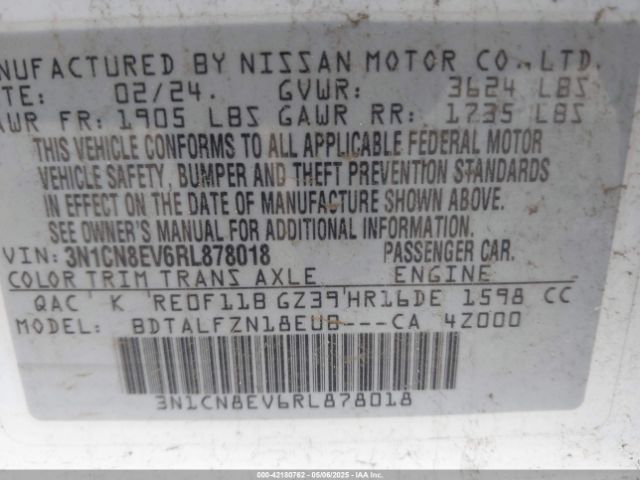 NUFACTURED BY NISSAN MOTOR CO., LTD.
TE: 02/24. GVWR: 3624 LBS
AWR FR: 1905 LBS GAWR RR: 1735 LBS
THIS VEHICLE CONFORMS TO ALL APPLICABLE FEDERAL MOTOR
VEHICLE SAFETY, BUMPER AND THEFT PREVENTION STANDARDS
IN EFFECT ON THE DATE OF MANUFACTURE SHOWN ABOVE.
SEE OWNER'S MANUAL FOR ADDITIONAL INFORMATION.
VIN: 3N1CN8EV6RL878018 PASSENGER CAR.
COLOR TRIM TRANS AXLE ENGINE
QAC K RE0F11B GZ39 HR16DE 1598 CC
MODEL: BDTALFZN18EUB---CA 4Z000
3N1CN8EV6RL878018
000-42180762 - 05/06/2025 - IAAI.COM